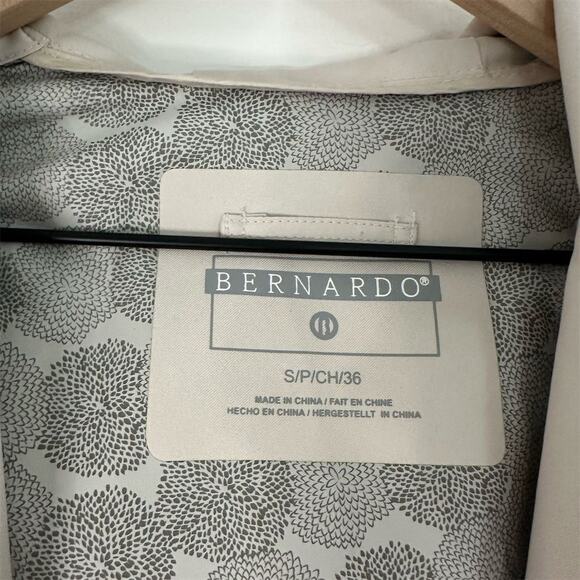 BERNARDO®
B
S/P/CH/36
MADE IN CHINA / FAIT EN CHINE
HECHO EN CHINA / HERGESTELLT IN CHINA